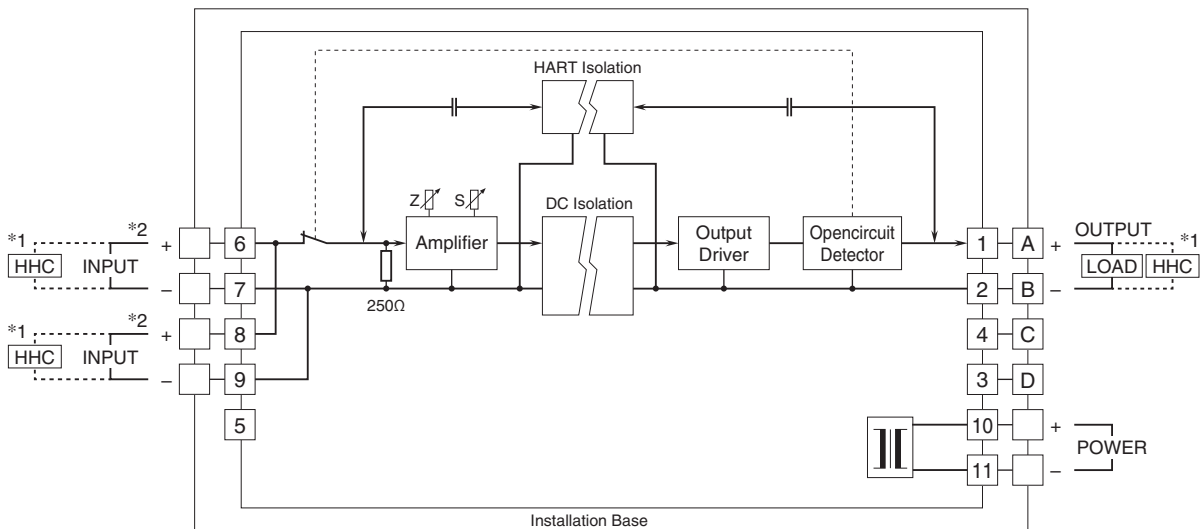 HART Isolation
Z
S
DC Isolation
Amplifier
Output
Driver
Opencircuit
Detector
250Ω
*1
*2
HHC
INPUT
+
–
6
7
*1
*2
HHC
INPUT
+
–
8
9
5
1
A
+
OUTPUT
*1
LOAD
HHC
2
B
–
4
C
3
D
10
+
POWER
11
–
Installation Base